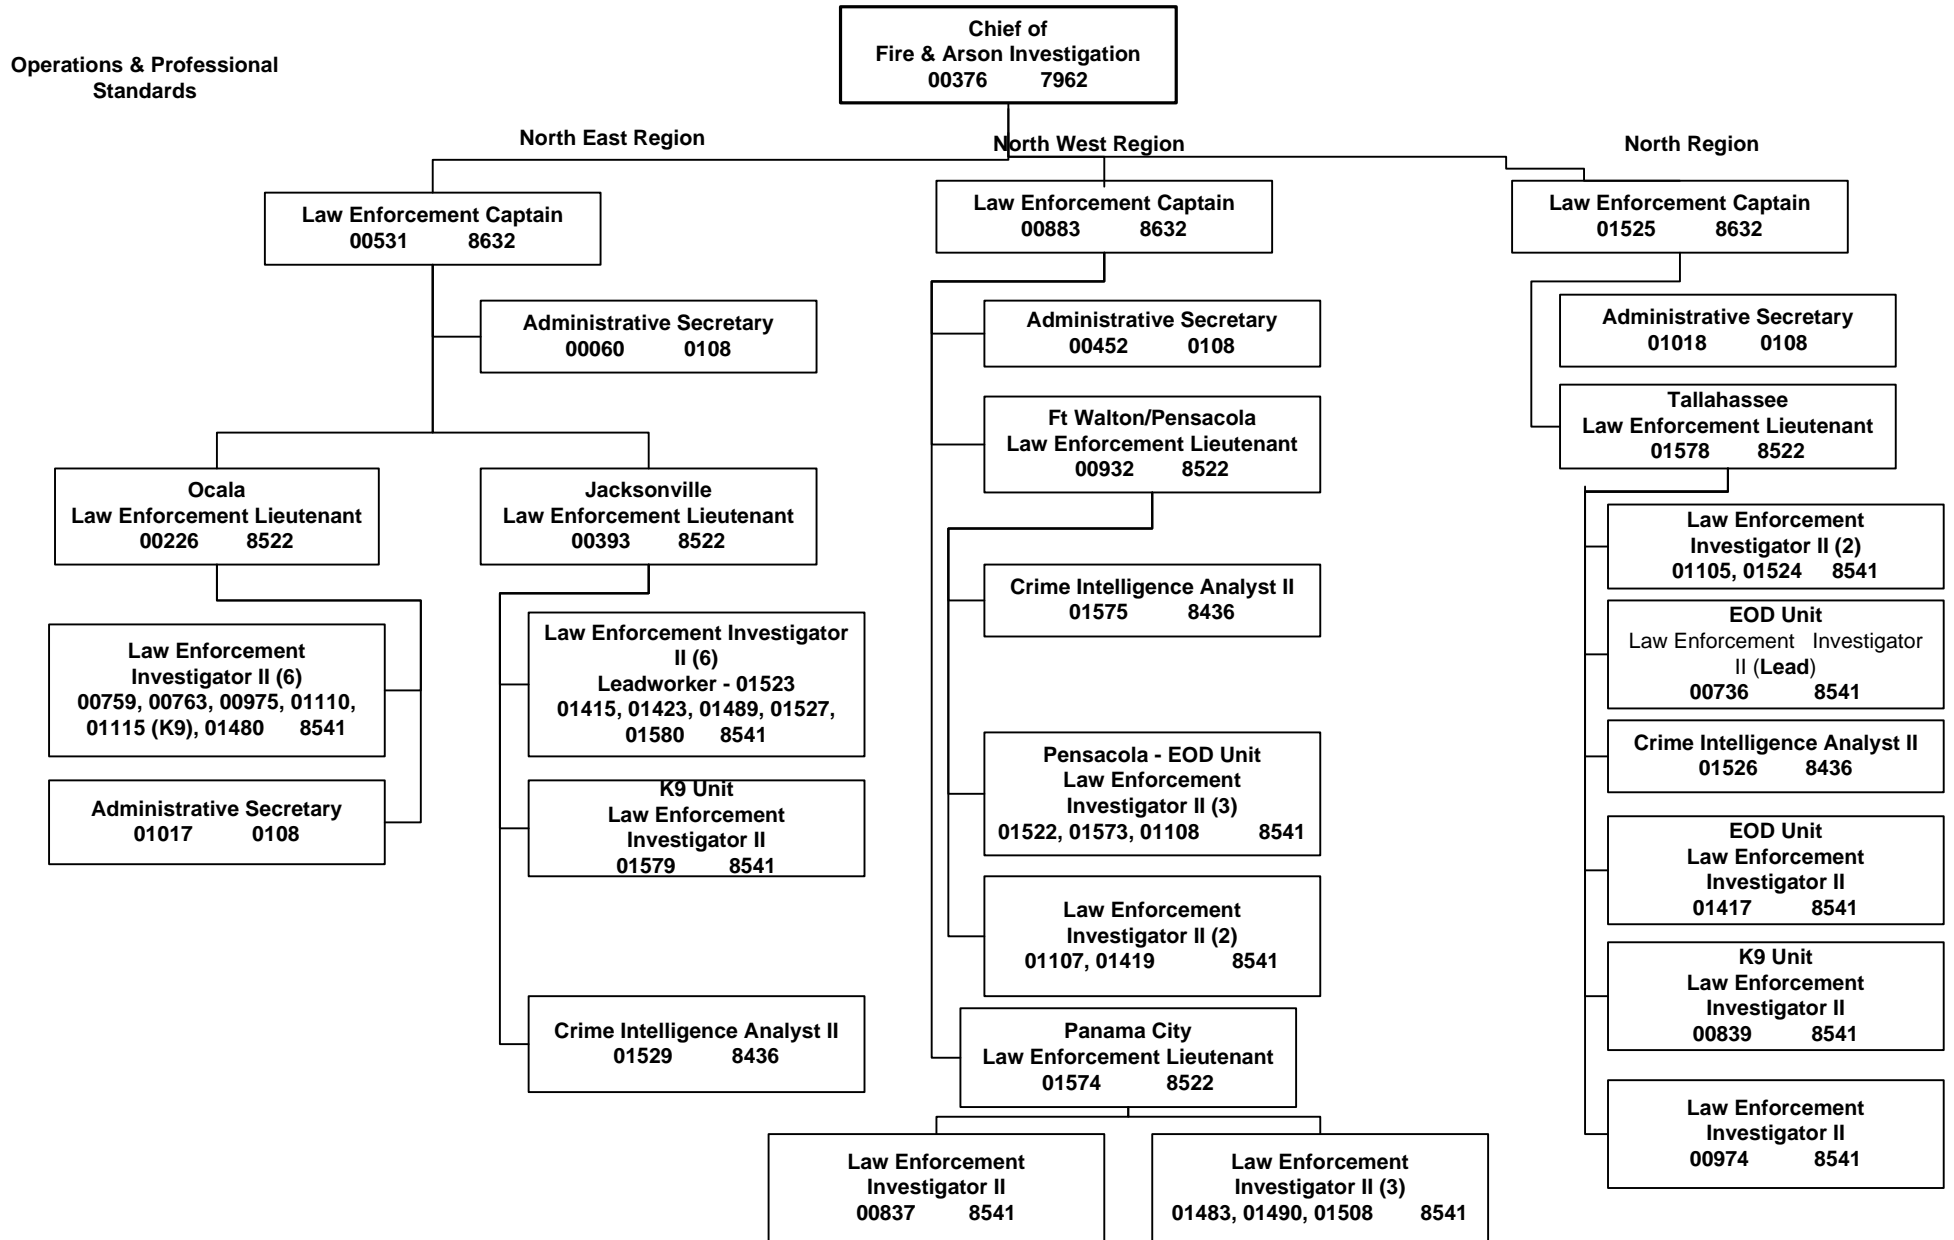 Chief of
Fire & Arson Investigation
00376 7962
Operations & Professional
Standards
North East Region
North West Region
North Region
Law Enforcement Captain
00531 8632
Law Enforcement Captain
00883 8632
Law Enforcement Captain
01525 8632
Administrative Secretary
00060 0108
Administrative Secretary
00452 0108
Administrative Secretary
01018 0108
Ocala
Law Enforcement Lieutenant
00226 8522
Jacksonville
Law Enforcement Lieutenant
00393 8522
Ft Walton/Pensacola
Law Enforcement Lieutenant
00932 8522
Tallahassee
Law Enforcement Lieutenant
01578 8522
Law Enforcement
Investigator II (6)
00759, 00763, 00975, 01110,
01115 (K9), 01480 8541
Administrative Secretary
01017 0108
Law Enforcement Investigator
II (6)
Leadworker - 01523
01415, 01423, 01489, 01527,
01580 8541
K9 Unit
Law Enforcement
Investigator II
01579 8541
Crime Intelligence Analyst II
01529 8436
Crime Intelligence Analyst II
01575 8436
Pensacola - EOD Unit
Law Enforcement
Investigator II (3)
01522, 01573, 01108 8541
Law Enforcement
Investigator II (2)
01107, 01419 8541
Panama City
Law Enforcement Lieutenant
01574 8522
Law Enforcement
Investigator II
00837 8541
Law Enforcement
Investigator II (3)
01483, 01490, 01508 8541
Law Enforcement
Investigator II (2)
01105, 01524 8541
EOD Unit
Law Enforcement Investigator
II (Lead)
00736 8541
Crime Intelligence Analyst II
01526 8436
EOD Unit
Law Enforcement
Investigator II
01417 8541
K9 Unit
Law Enforcement
Investigator II
00839 8541
Law Enforcement
Investigator II
00974 8541